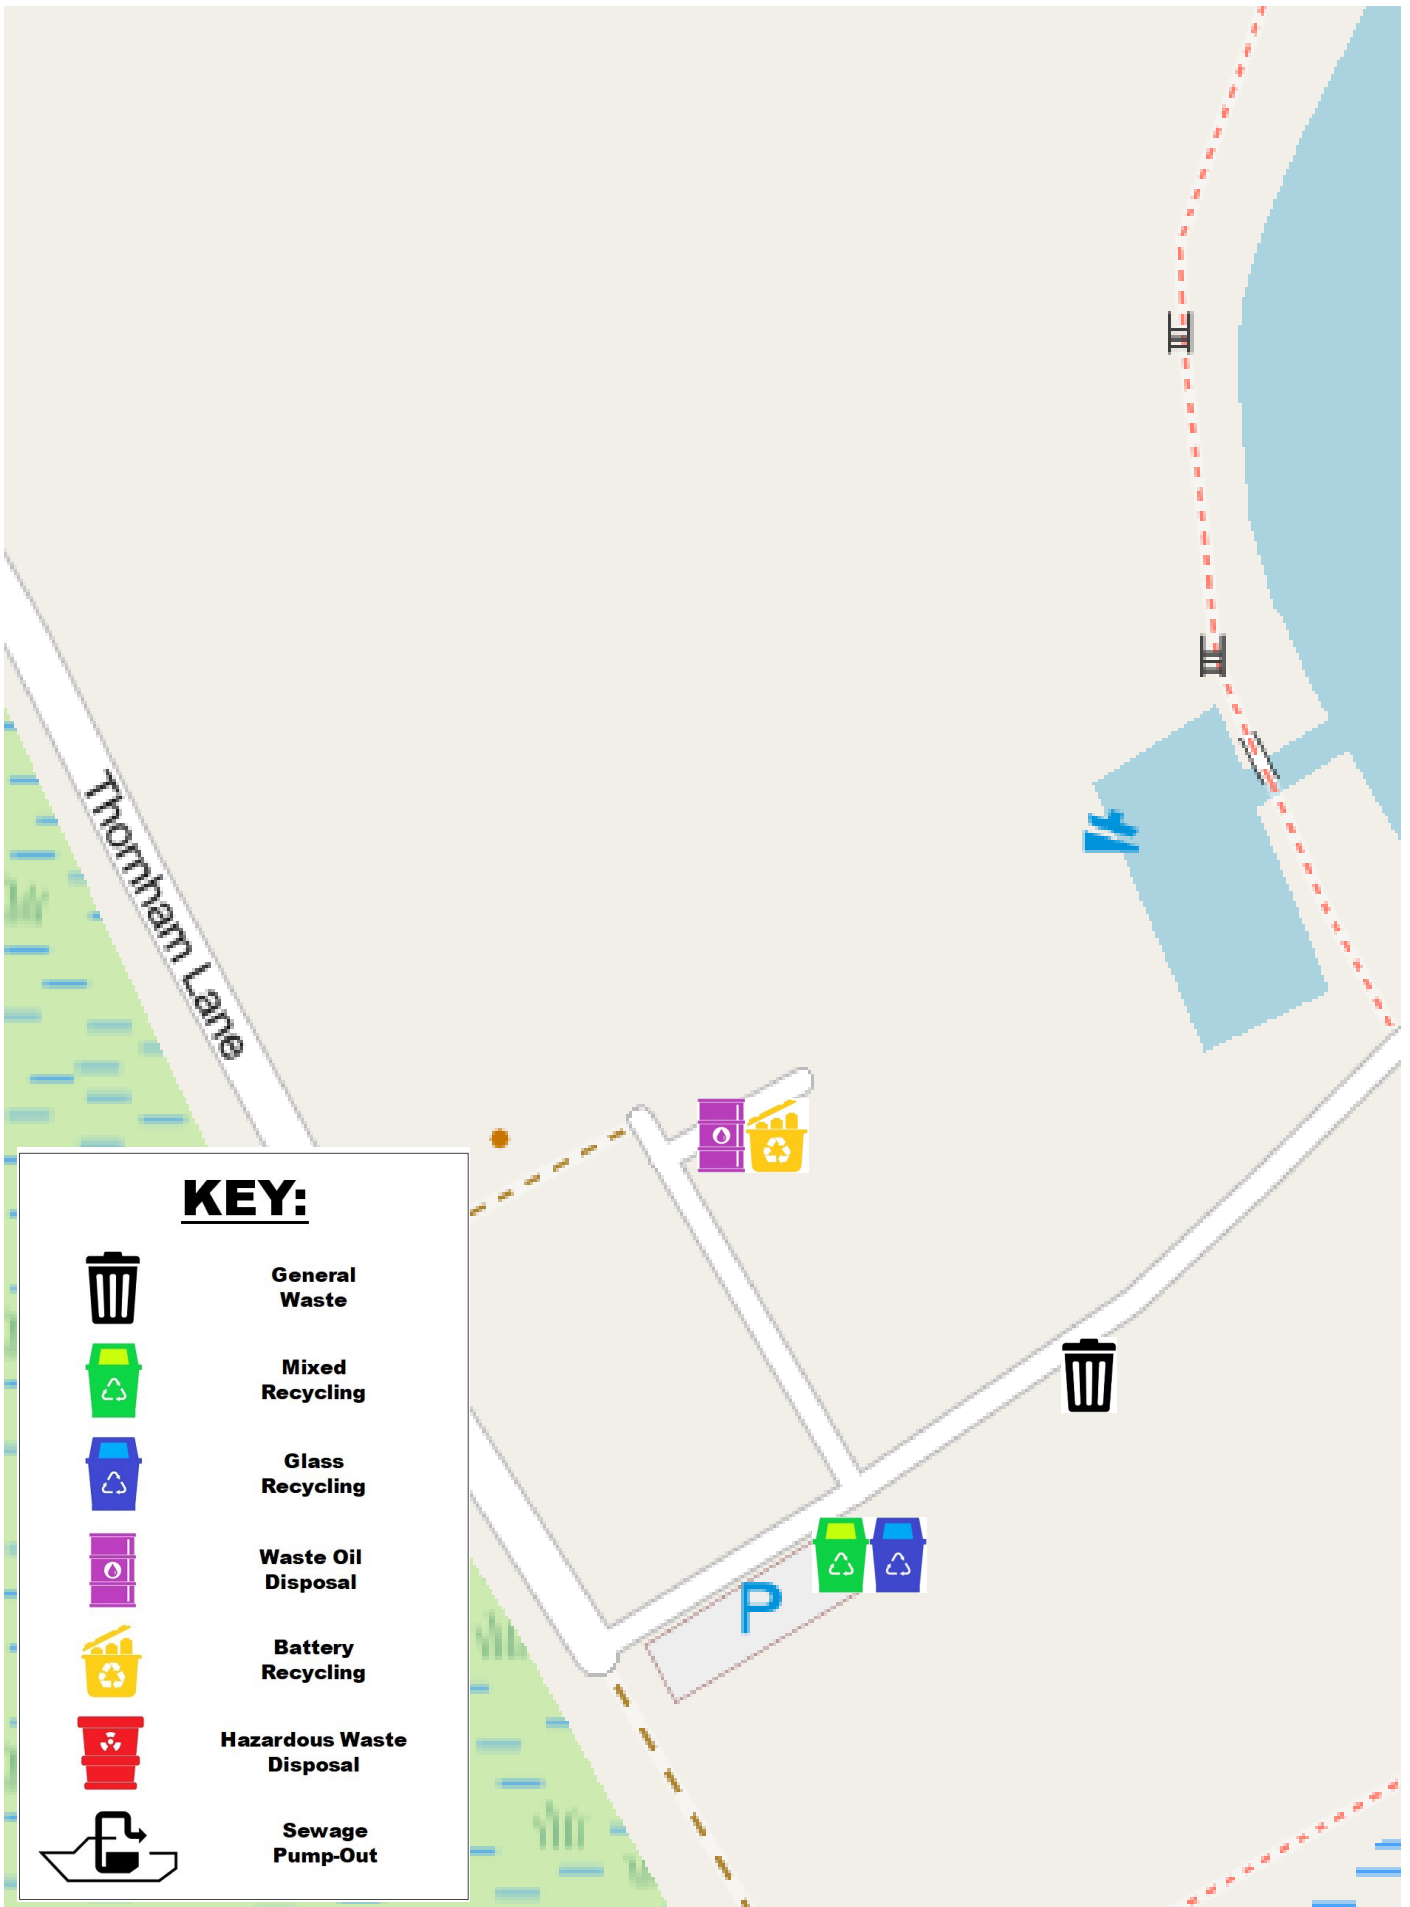 Thornham Lane
KEY:
General
Waste
Mixed
Recycling
Glass
Recycling
Waste Oil
Disposal
Battery
Recycling
Hazardous Waste
Disposal
Sewage
Pump-Out
P